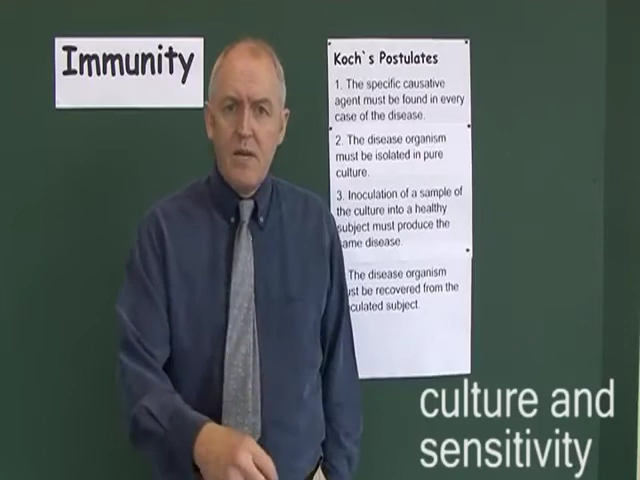 Immunity
Koch`s Postulates
1. The specific causative
agent must be found in every
case of the disease.
2. The disease organism
must be isolated in pure
culture.
3. Inoculation of a sample of
the culture into a healthy
subject must produce the
same disease.
The disease organism
must be recovered from the
inoculated subject.
culture and
sensitivity